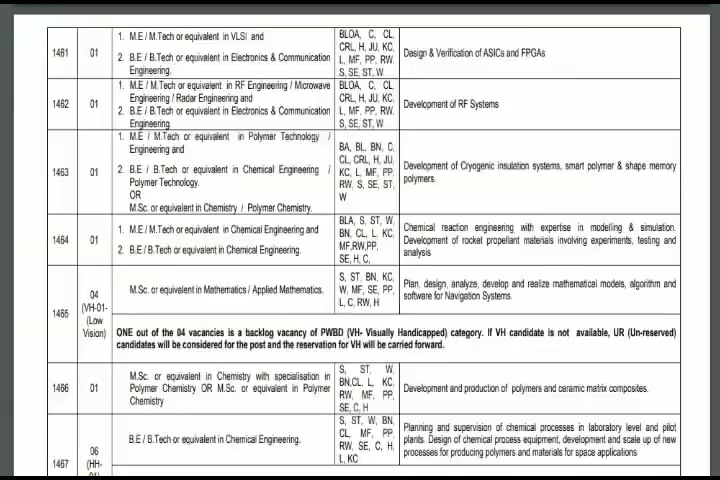 1461
01
1. M.E / M.Tech or equivalent in VLSI and
2. B.E / B.Tech or equivalent in Electronics & Communication
Engineering.
BLOA, C, CL,
CRL, H, JU, KC,
L, MF, PP, RW,
S, SE, ST, W
Design & Verification of ASICs and FPGAs
1462
01
1. M.E / M.Tech or equivalent in RF Engineering / Microwave
Engineering / Radar Engineering and
2. B.E / B.Tech or equivalent in Electronics & Communication
Engineering.
BLOA, C, CL,
CRL, H, JU, KC,
L, MF, PP, RW,
S, SE, ST, W
Development of RF Systems
1463
01
1. M.E / M.Tech or equivalent in Polymer Technology /
Engineering and
2. B.E / B.Tech or equivalent in Chemical Engineering /
Polymer Technology.
OR
M.Sc. or equivalent in Chemistry / Polymer Chemistry.
BA, BL, BN, C,
CL, CRL, H, JU,
KC, L, MF, PP,
RW, S, SE, ST,
W
Development of Cryogenic insulation systems, smart polymer & shape memory
polymers.
1464
01
1. M.E / M.Tech or equivalent in Chemical Engineering and
2. B.E / B.Tech or equivalent in Chemical Engineering.
BLA, S, ST, W,
BN, CL, L, KC,
MF,RW,PP,
SE, H, C,
Chemical reaction engineering with expertise in modelling & simulation.
Development of rocket propellant materials involving experiments, testing and
analysis
1465
04
(VH-01-
(Low
Vision)
M.Sc. or equivalent in Mathematics / Applied Mathematics.
S, ST, BN, KC,
W, MF, SE, PP,
L, C, RW, H
Plan, design, analyze, develop and realize mathematical models, algorithm and
software for Navigation Systems.
ONE out of the 04 vacancies is a backlog vacancy of PWBD (VH- Visually Handicapped) category. If VH candidate is not available, UR (Un-reserved)
candidates will be considered for the post and the reservation for VH will be carried forward.
1466
01
M.Sc. or equivalent in Chemistry with specialisation in
Polymer Chemistry OR M.Sc. or equivalent in Polymer
Chemistry
S, ST, W,
BN,CL, L, KC,
RW, MF, PP,
SE, C, H
Development and production of polymers and ceramic matrix composites.
1467
06
(HH-
B.E / B.Tech or equivalent in Chemical Engineering.
S, ST, W, BN,
CL, MF, PP,
RW, SE, C, H,
L, KC
Planning and supervision of chemical processes in laboratory level and pilot
plants. Design of chemical process equipment, development and scale up of new
processes for producing polymers and materials for space applications